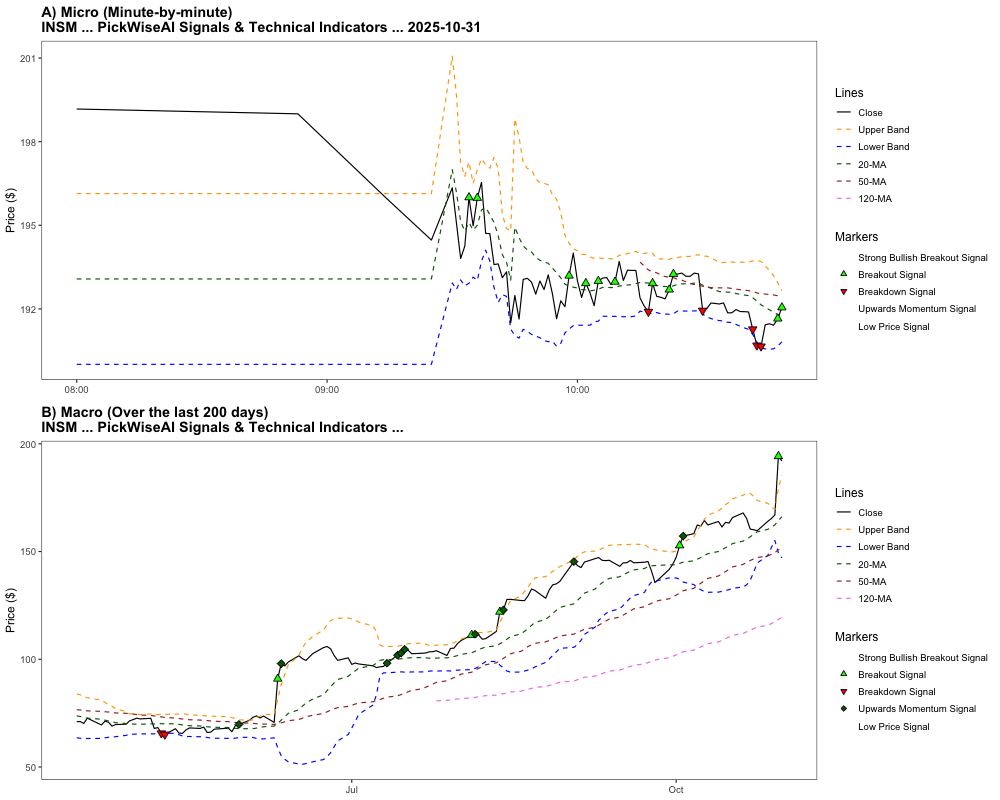 A) Micro (Minute-by-minute)
INSM ... PickWiseAI Signals & Technical Indicators ... 2025-10-31
201
198
195
192
Price ($)
08:00
09:00
10:00
Lines
Close
Upper Band
Lower Band
20-MA
50-MA
120-MA
Markers
Strong Bullish Breakout Signal
Breakout Signal
Breakdown Signal
Upwards Momentum Signal
Low Price Signal
B) Macro (Over the last 200 days)
INSM ... PickWiseAI Signals & Technical Indicators ...
200
150
100
50
Price ($)
Jul
Oct
Lines
Close
Upper Band
Lower Band
20-MA
50-MA
120-MA
Markers
Strong Bullish Breakout Signal
Breakout Signal
Breakdown Signal
Upwards Momentum Signal
Low Price Signal